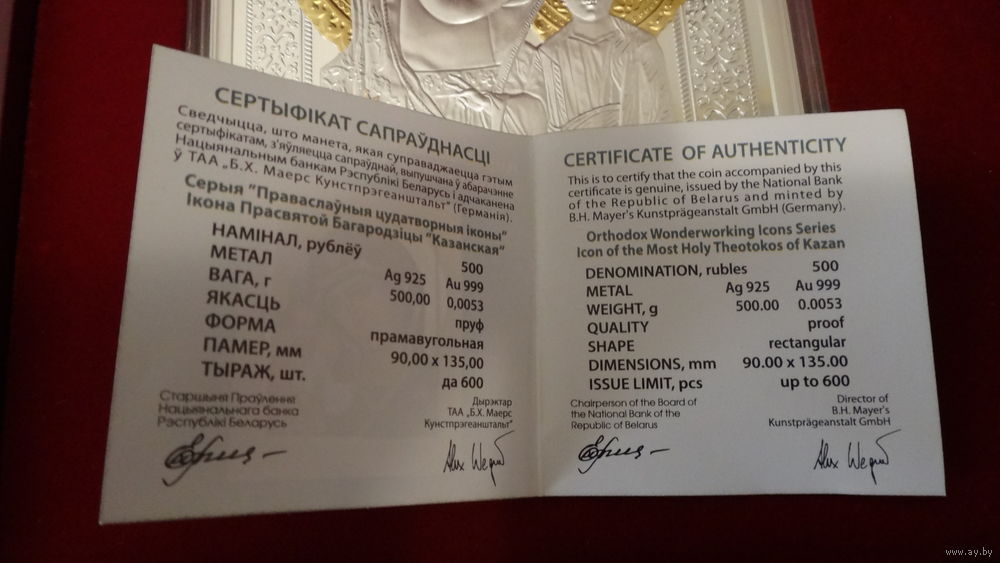 СЕРТЫФІКАТ САПРАЎДНАСЦІ
Сведчыцца, што манета, якая суправаджаецца гэтым
сертыфікатам, з'яўляецца сапраўднай, выпушчана ў абарачэнне
Нацыянальным банкам Рэспублікі Беларусь і адчаканена
ў ТАА „Б.Х. Маерс Кунстпрэгеанштальт" (Германія).
Серыя "Праваслаўныя цудатворныя іконы"
Ікона Прасвятой Багародзіцы "Казанская"
НАМІНАЛ, рублёў 500
МЕТАЛ Ag 925 Au 999
ВАГА, г 500,00 0,0053
ЯКАСЦЬ пруф
ФОРМА прамавугольная
ПАМЕР, мм 90,00 x 135,00
ТЫРАЖ, шт. да 600
Старшыня Праўлення
Нацыянальнага банка
Рэспублікі Беларусь
Дырэктар
ТАА „Б.Х. Маерс
Кунстпрэгеанштальт"
CERTIFICATE OF AUTHENTICITY
This is to certify that the coin accompanied by this
certificate is genuine, issued by the National Bank
of the Republic of Belarus and minted by
B.H. Mayer's Kunstprägeanstalt GmbH (Germany).
Orthodox Wonderworking Icons Series
Icon of the Most Holy Theotokos of Kazan
DENOMINATION, rubles 500
METAL Ag 925 Au 999
WEIGHT, g 500.00 0.0053
QUALITY proof
SHAPE rectangular
DIMENSIONS, mm 90.00 x 135.00
ISSUE LIMIT, pcs up to 600
Chairperson of the Board of
the National Bank of the
Republic of Belarus
Director of
B.H. Mayer's
Kunstprägeanstalt GmbH
www.ay.by